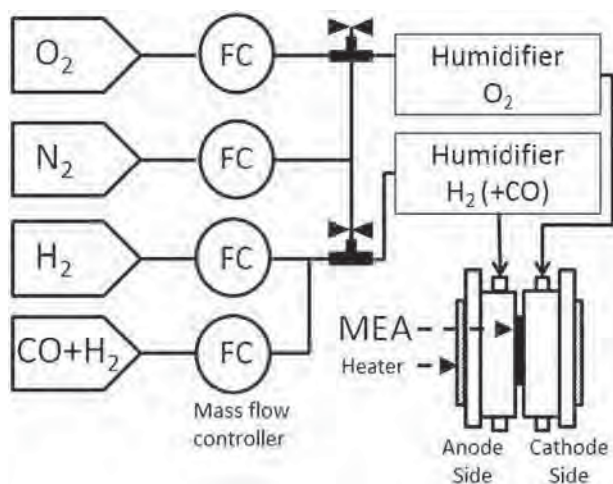 O₂
FC
Humidifier
O₂
N₂
FC
Humidifier
H₂ (+CO)
H₂
FC
CO+H₂
FC
MEA
Heater
Mass flow
controller
Anode
Side
Cathode
Side